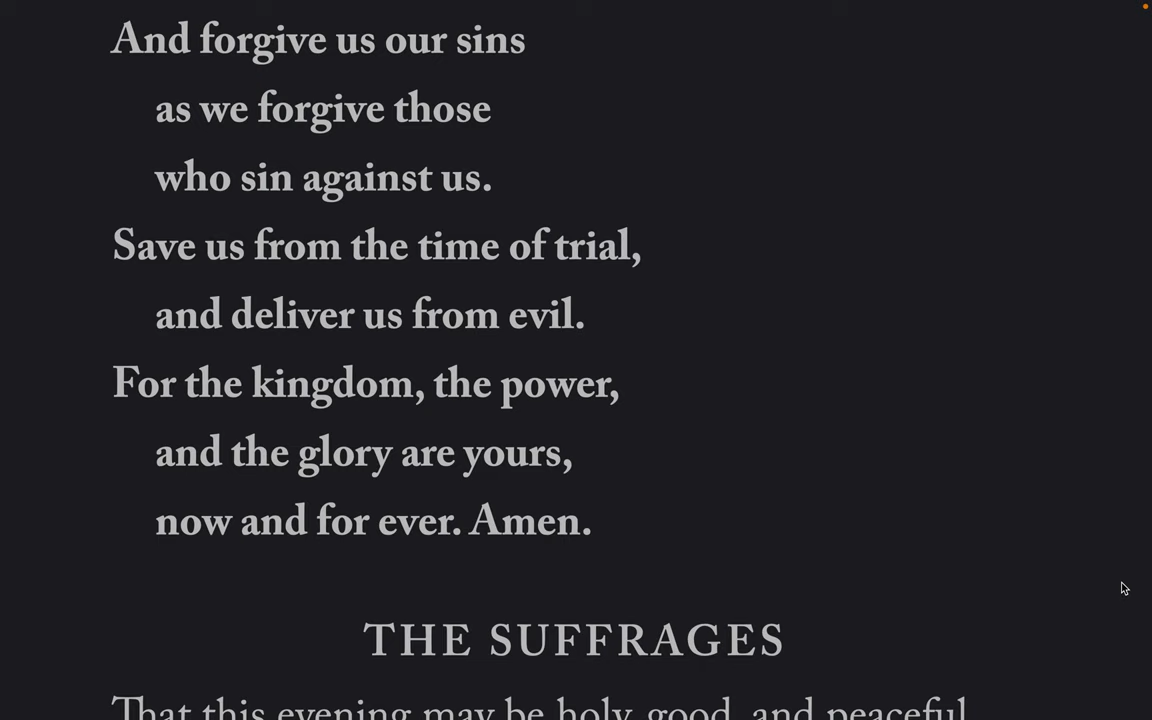 And forgive us our sins
as we forgive those
who sin against us.
Save us from the time of trial,
and deliver us from evil.
For the kingdom, the power,
and the glory are yours,
now and for ever. Amen.
THE SUFFRAGES
That this evening may be holy, good, and peaceful,